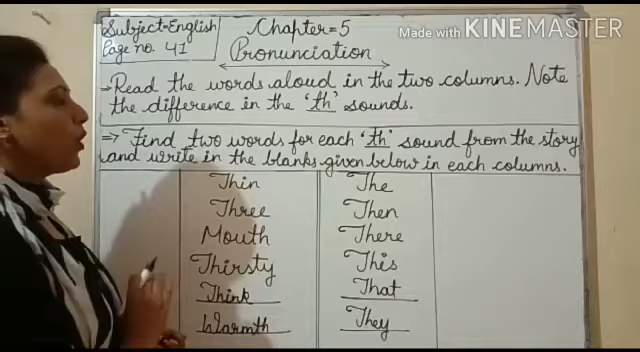 Subject=English
Page no. 41
Chapter=5
Pronunciation
Made with KINEMASTER
→Read the words aloud in the two columns. Note
the difference in the 'th' sounds.
⇒ Find two words for each 'th' sound from the story
and write in the blanks given below in each columns.
Thin The
Three Then
Mouth There
Thirsty This
Think That
Warmth They